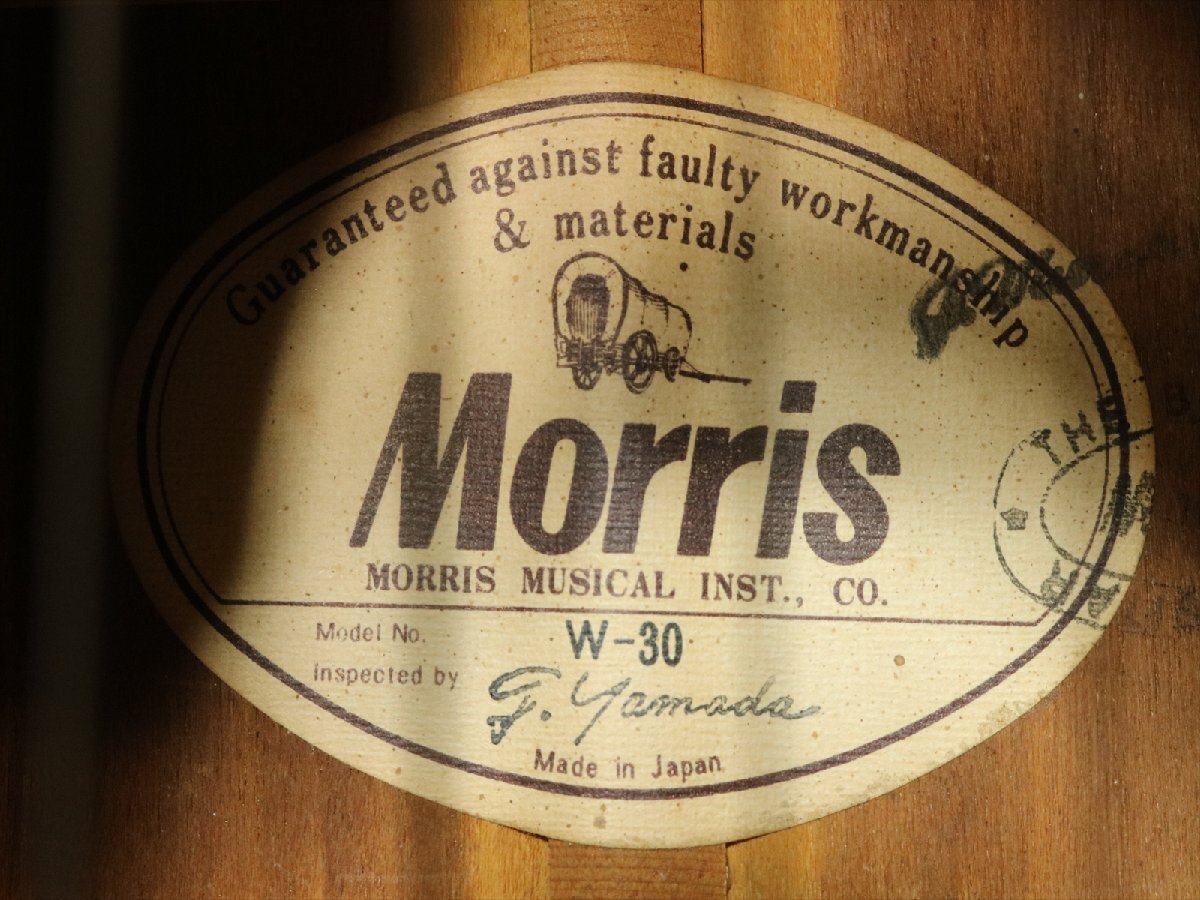 Guaranteed against faulty workmanship
& materials
Morris
MORRIS MUSICAL INST., CO.
Model No. W-30
Inspected by
Yamada
Made in Japan
THE